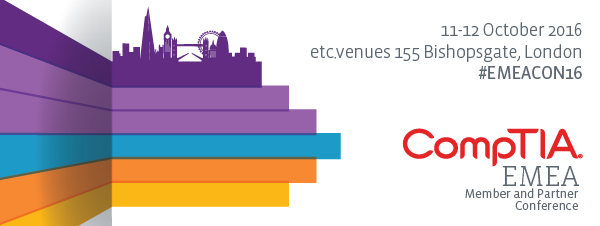 11-12 October 2016
etc.venues 155 Bishopsgate, London
#EMEACON16
CompTIA.
EMEA
Member and Partner
Conference